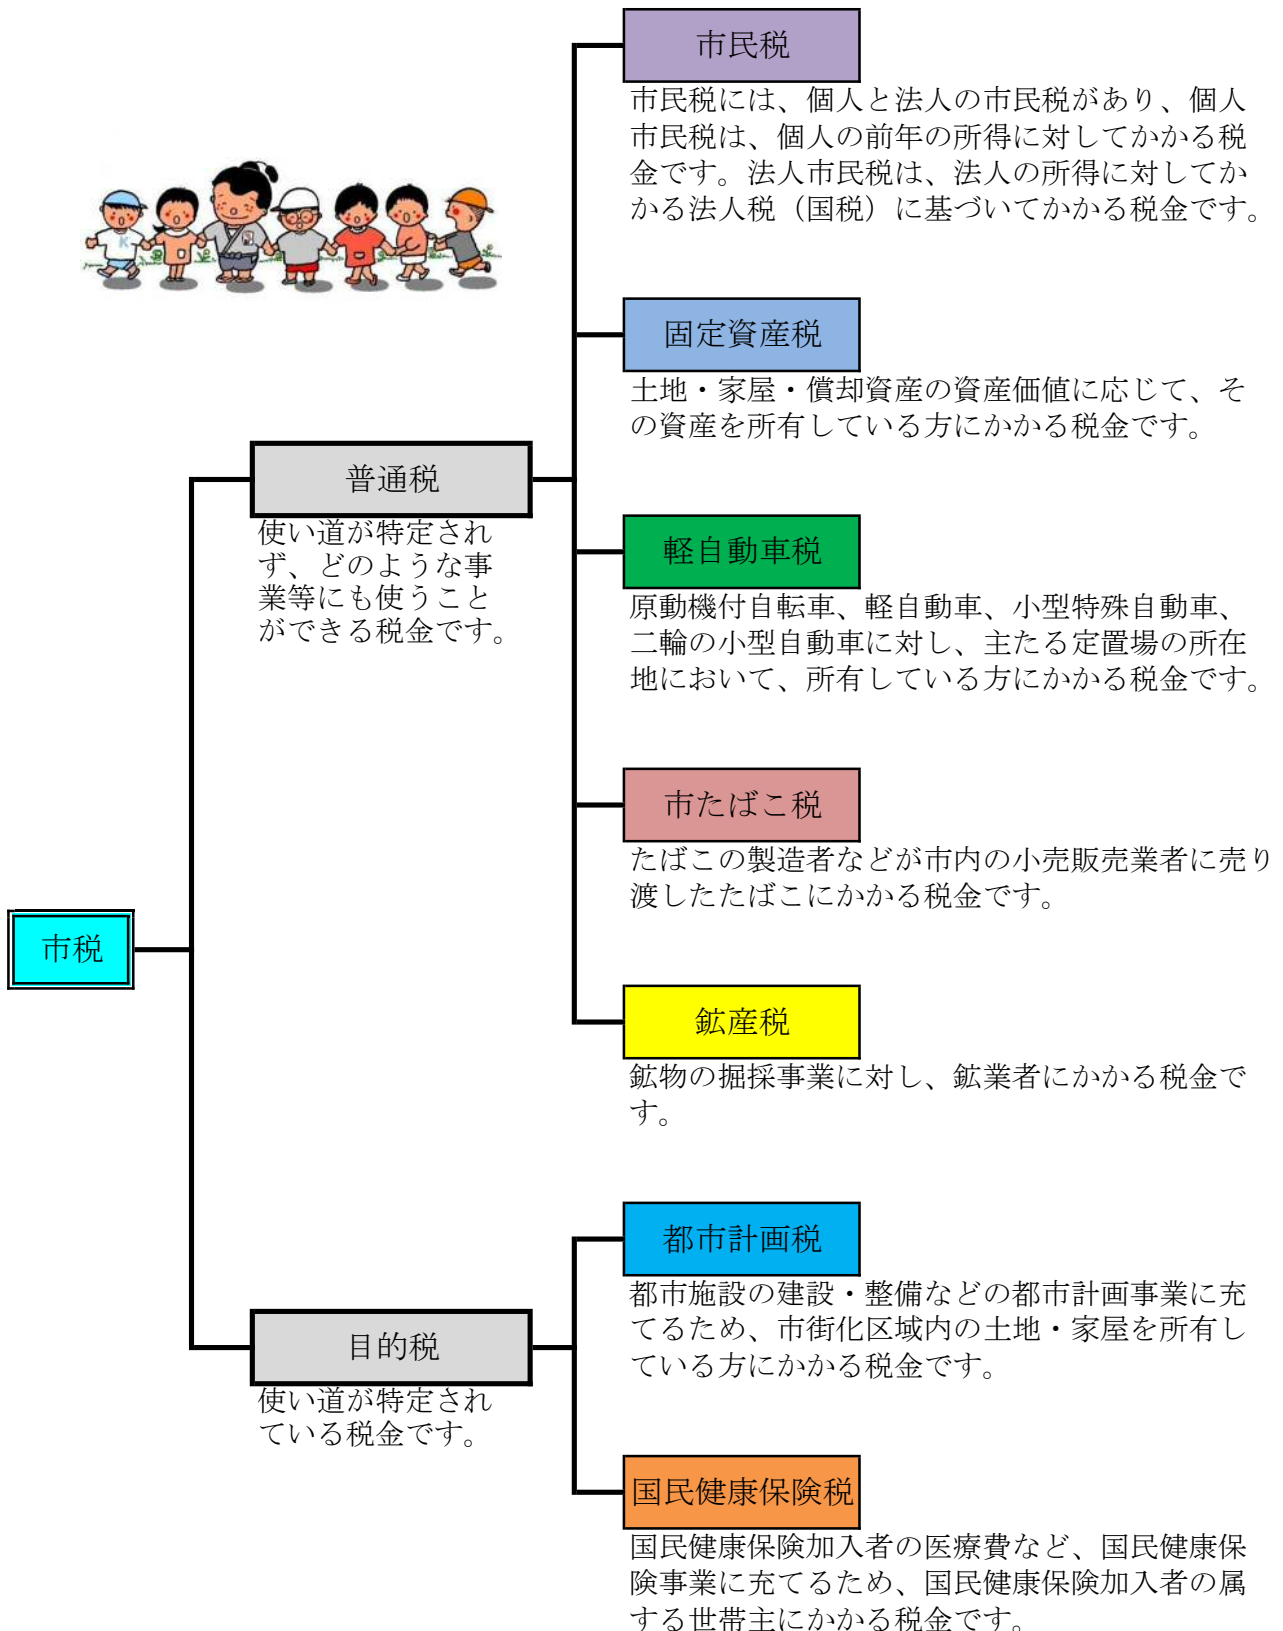 市民税
市民税には、個人と法人の市民税があり、個人
市民税は、個人の前年の所得に対してかかる税
金です。法人市民税は、法人の所得に対してか
かる法人税（国税）に基づいてかかる税金です。
K
固定資産税
土地・家屋・償却資産の資産価値に応じて、そ
の資産を所有している方にかかる税金です。
普通税
使い道が特定され
ず、どのような事
業等にも使うこと
ができる税金です。
軽自動車税
原動機付自転車、軽自動車、小型特殊自動車、
二輪の小型自動車に対し、主たる定置場の所在
地において、所有している方にかかる税金です。
市たばこ税
たばこの製造者などが市内の小売販売業者に売り
渡したたばこにかかる税金です。
市税
鉱産税
鉱物の掘採事業に対し、鉱業者にかかる税金で
す。
都市計画税
都市施設の建設・整備などの都市計画事業に充
てるため、市街化区域内の土地・家屋を所有し
ている方にかかる税金です。
目的税
使い道が特定され
ている税金です。
国民健康保険税
国民健康保険加入者の医療費など、国民健康保
険事業に充てるため、国民健康保険加入者の属
する世帯主にかかる税金です。